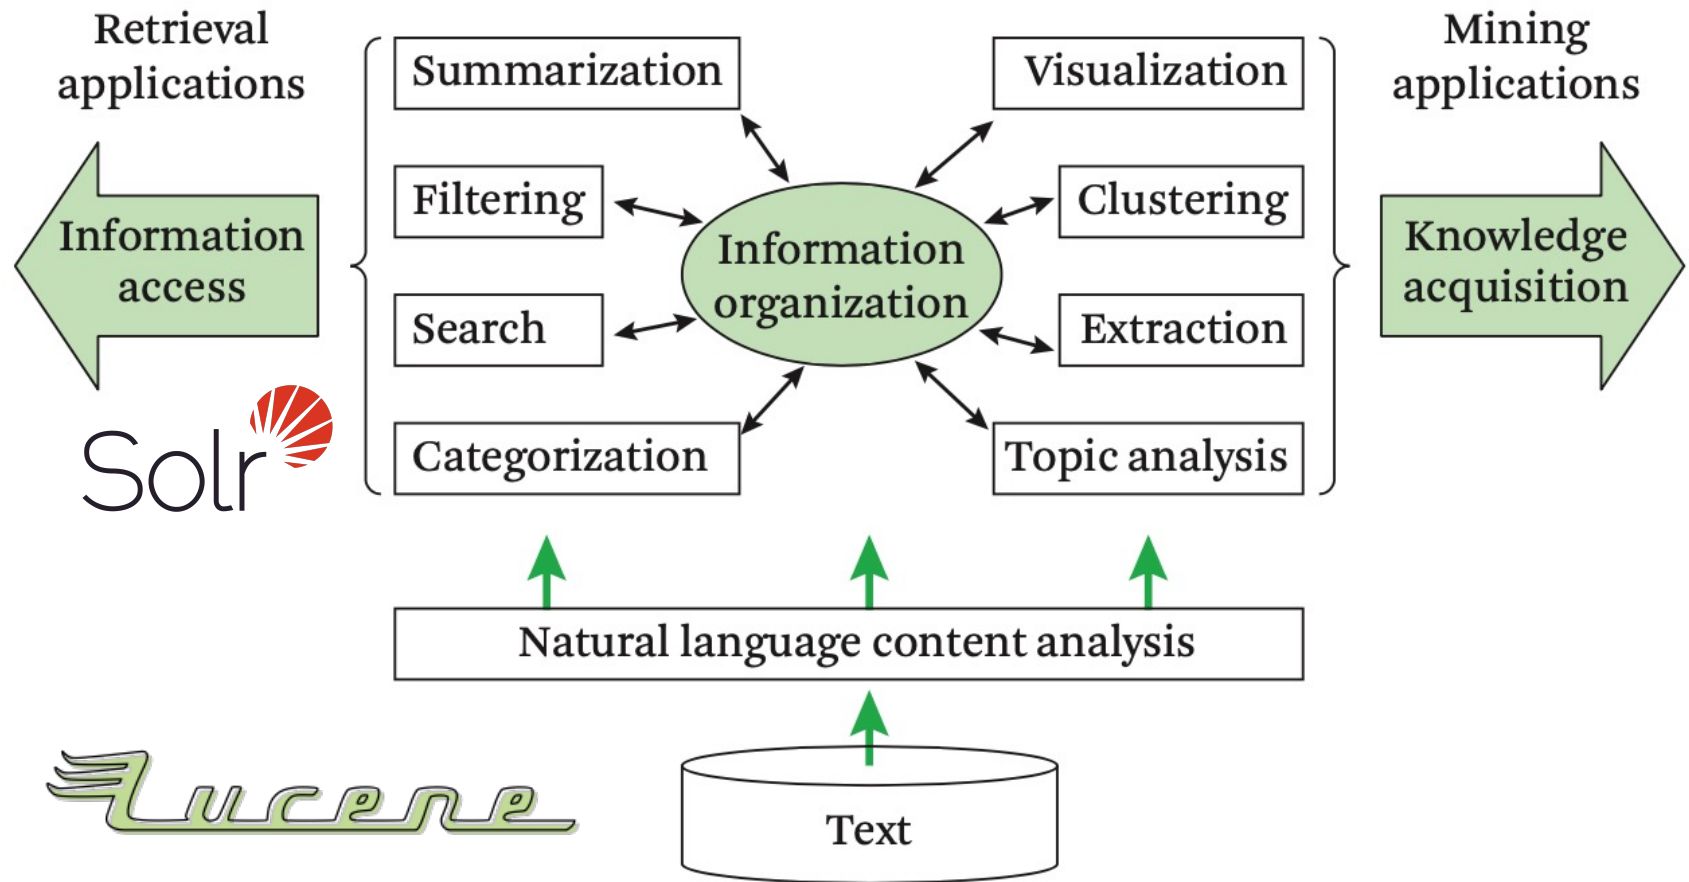 Retrieval
applications
Information
access
Solr
Summarization
Filtering
Search
Categorization
Information
organization
Visualization
Clustering
Extraction
Topic analysis
Mining
applications
Knowledge
acquisition
Natural language content analysis
Lucene
Text